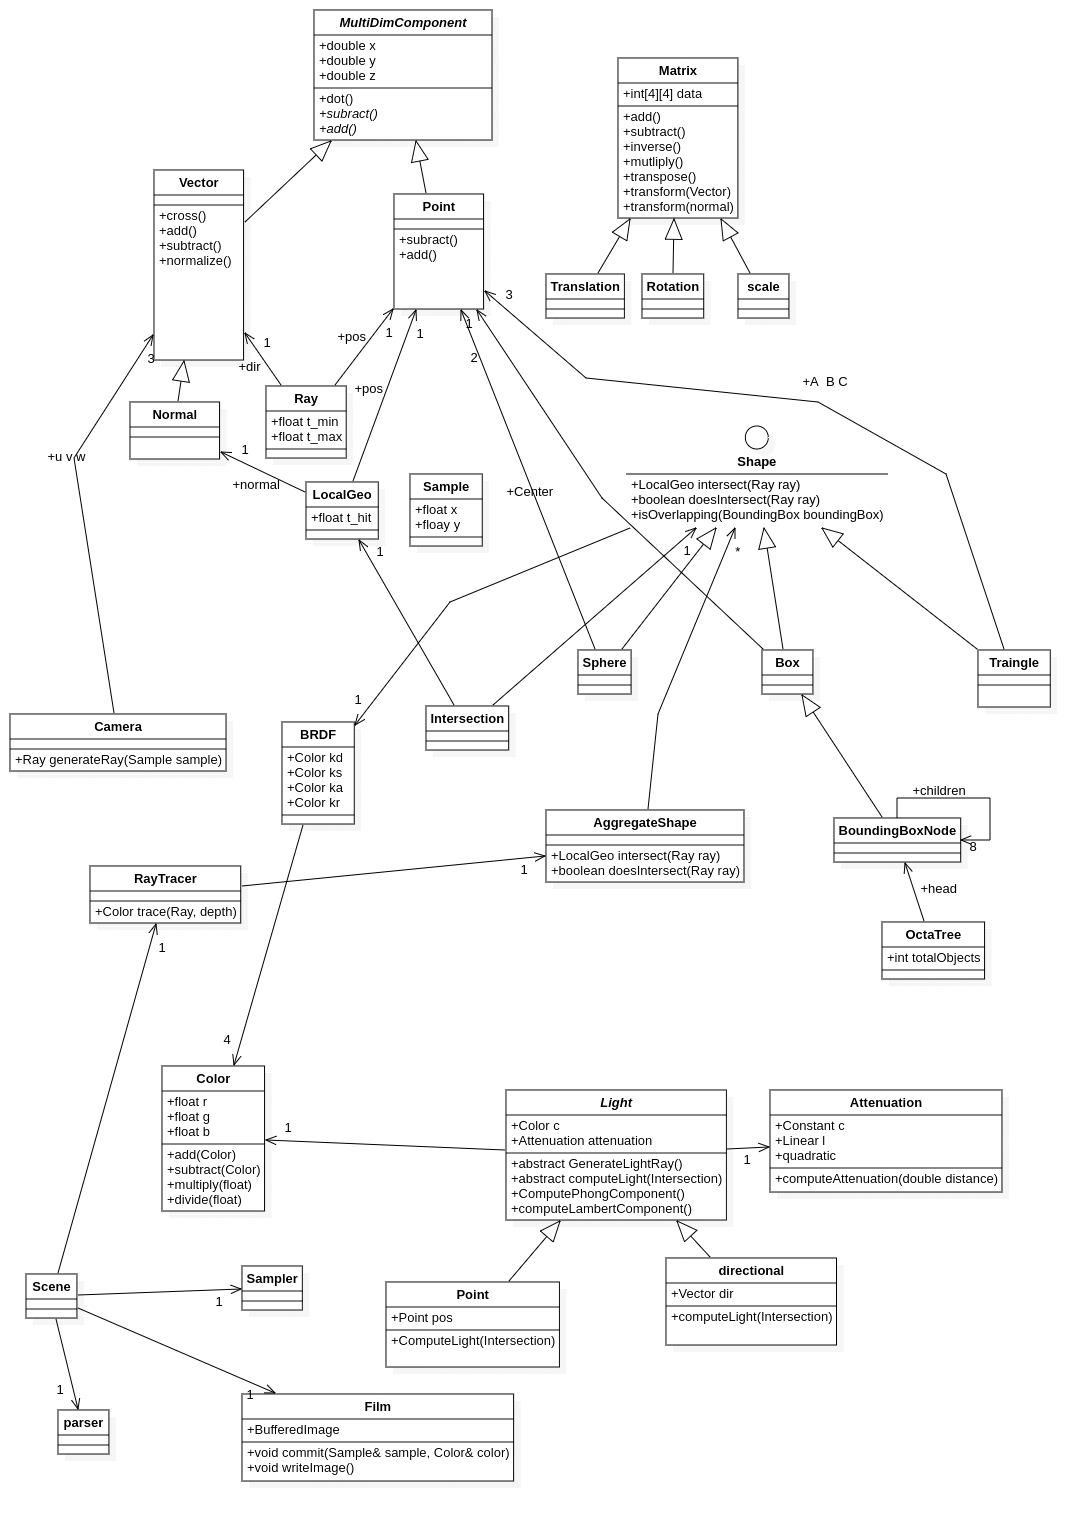 MultiDimComponent
+double x
+double y
+double z
+dot()
+subract()
+add()
Matrix
+int[4][4] data
+add()
+subtract()
+inverse()
+mutliply()
+transpose()
+transform(Vector)
+transform(normal)
Vector
+cross()
+add()
+subtract()
+normalize()
Point
+subract()
+add()
Translation
Rotation
scale
3
+pos
1
1
1
1
2
3
+dir
+A  B C
+pos
Ray
+float t_min
+float t_max
Normal
1
+normal
+u v w
LocalGeo
+float t_hit
Sample
+float x
+floay y
+Center
Shape
+LocalGeo intersect(Ray ray)
+boolean doesIntersect(Ray ray)
+isOverlapping(BoundingBox boundingBox)
1
1
*
Sphere
Box
Traingle
1
Camera
+Ray generateRay(Sample sample)
BRDF
+Color kd
+Color ks
+Color ka
+Color kr
Intersection
+children
8
BoundingBoxNode
AggregateShape
+LocalGeo intersect(Ray ray)
+boolean doesIntersect(Ray ray)
1
RayTracer
+Color trace(Ray, depth)
1
+head
OctaTree
+int totalObjects
4
Color
+float r
+float g
+float b
+add(Color)
+subtract(Color)
+multiply(float)
+divide(float)
1
Light
+Color c
+Attenuation attenuation
+abstract GenerateLightRay()
+abstract computeLight(Intersection)
+ComputePhongComponent()
+computeLambertComponent()
1
Attenuation
+Constant c
+Linear l
+quadratic
+computeAttenuation(double distance)
Scene
Sampler
1
Point
+Point pos
+ComputeLight(Intersection)
directional
+Vector dir
+computeLight(Intersection)
1
parser
1
Film
+BufferedImage
+void commit(Sample& sample, Color& color)
+void writeImage()